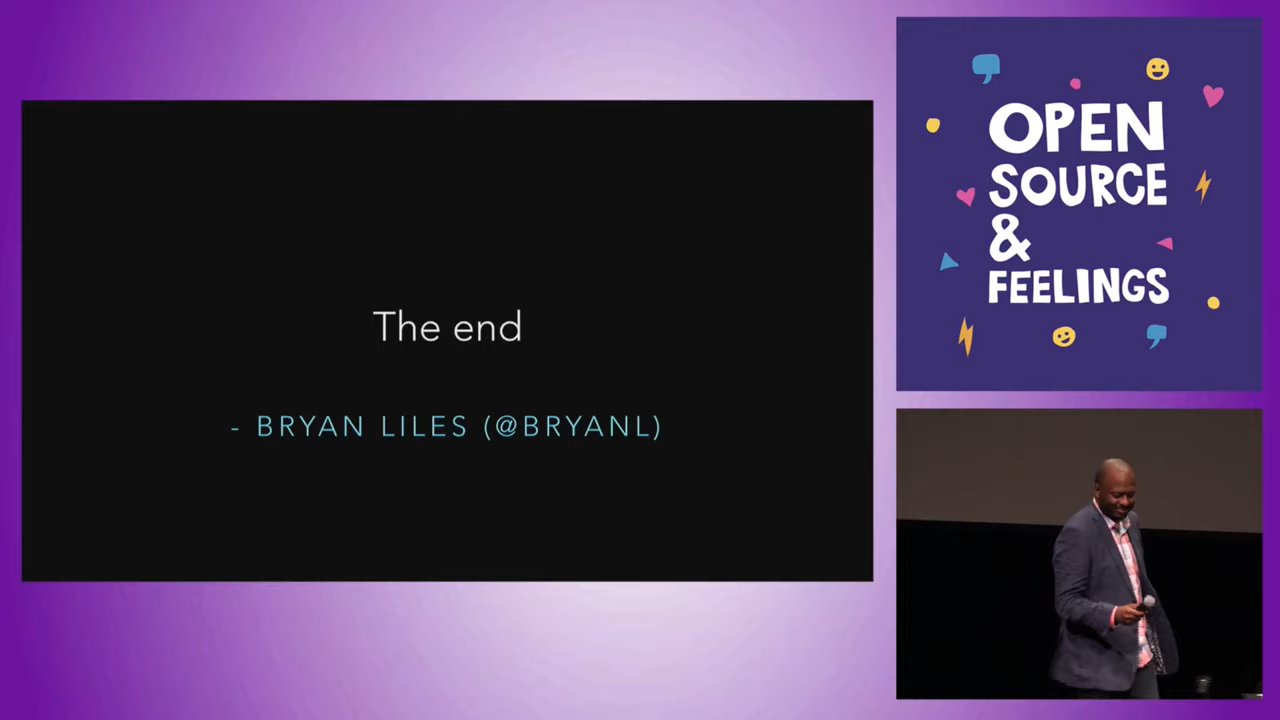 The end
- BRYAN LILES (@BRYANL)
OPEN
SOURCE
&
FEELINGS